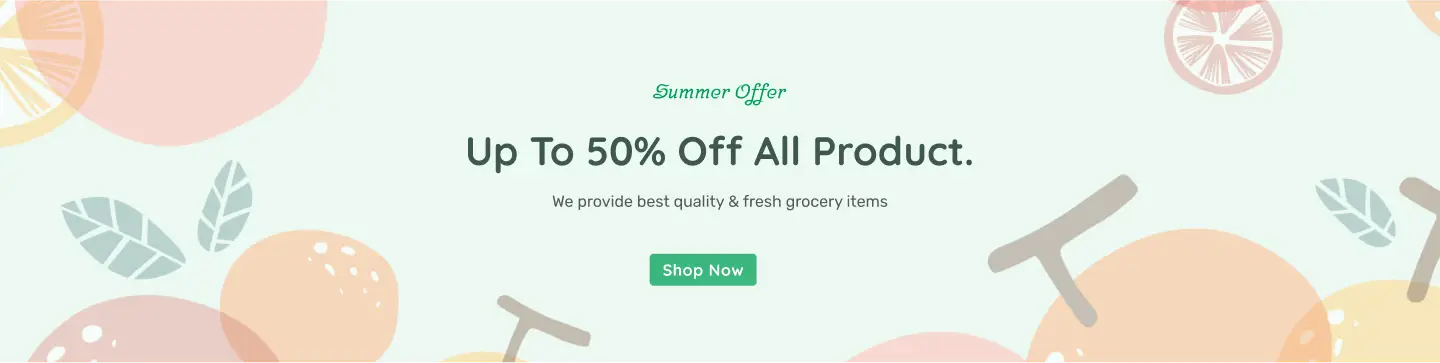 Summer Offer
Up To 50% Off All Product.
We provide best quality & fresh grocery items
Shop Now